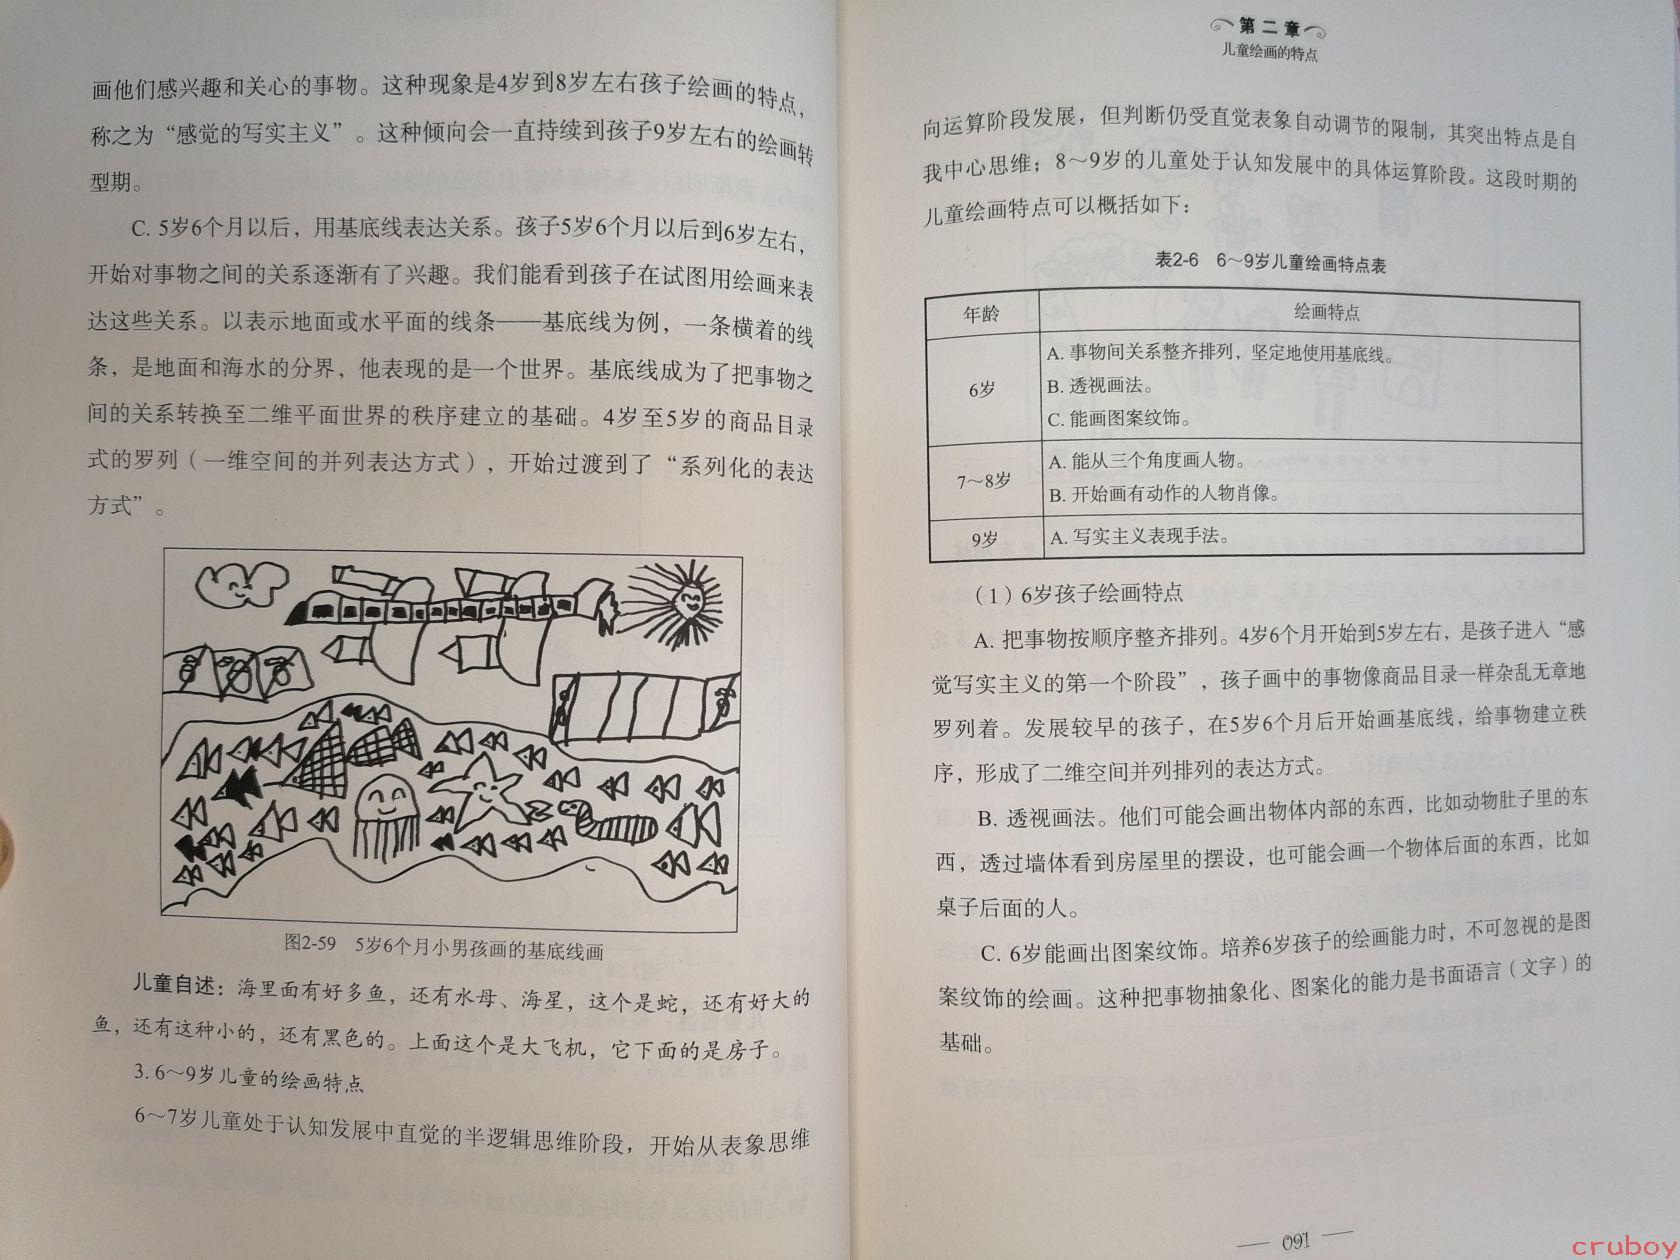 画他们感兴趣和关心的事物。这种现象是4岁到8岁左右孩子绘画的特点，
称之为“感觉的写实主义”。这种倾向会一直持续到孩子9岁左右的绘画转
型期。
C. 5岁6个月以后，用基底线表达关系。孩子5岁6个月以后到6岁左右，
开始对事物之间的关系逐渐有了兴趣。我们能看到孩子在试图用绘画来表
达这些关系。以表示地面或水平面的线条——基底线为例，一条横着的线
条，是地面和海水的分界，他表现的是一个世界。基底线成为了把事物之
间的关系转换至二维平面世界的秩序建立的基础。4岁至5岁的商品目录
式的罗列（一维空间的并列表达方式），开始过渡到了“系列化的表达
方式”。
图2-59 5岁6个月小男孩画的基底线画
儿童自述：海里面有好多鱼，还有水母、海星，这个是蛇，还有好大的
鱼，还有这种小的，还有黑色的。上面这个是大飞机，它下面的是房子。
3. 6～9岁儿童的绘画特点
6～7岁儿童处于认知发展中直觉的半逻辑思维阶段，开始从表象思维
第二章
儿童绘画的特点
向运算阶段发展，但判断仍受直觉表象自动调节的限制，其突出特点是自
我中心思维；8～9岁的儿童处于认知发展中的具体运算阶段。这段时期的
儿童绘画特点可以概括如下：
表2-6 6～9岁儿童绘画特点表
年龄 绘画特点
A. 事物间关系整齐排列，坚定地使用基底线。
6岁 B. 透视画法。
C. 能画图案纹饰。
A. 能从三个角度画人物。
7～8岁
B. 开始画有动作的人物肖像。
9岁 A. 写实主义表现手法。
（1）6岁孩子绘画特点
A. 把事物按顺序整齐排列。4岁6个月开始到5岁左右，是孩子进入“感
觉写实主义的第一个阶段”，孩子画中的事物像商品目录一样杂乱无章地
罗列着。发展较早的孩子，在5岁6个月后开始画基底线，给事物建立秩
序，形成了二维空间并列排列的表达方式。
B. 透视画法。他们可能会画出物体内部的东西，比如动物肚子里的东
西，透过墙体看到房屋里的摆设，也可能会画一个物体后面的东西，比如
桌子后面的人。
C. 6岁能画出图案纹饰。培养6岁孩子的绘画能力时，不可忽视的是图
案纹饰的绘画。这种把事物抽象化、图案化的能力是书面语言（文字）的
基础。
091
cruboy